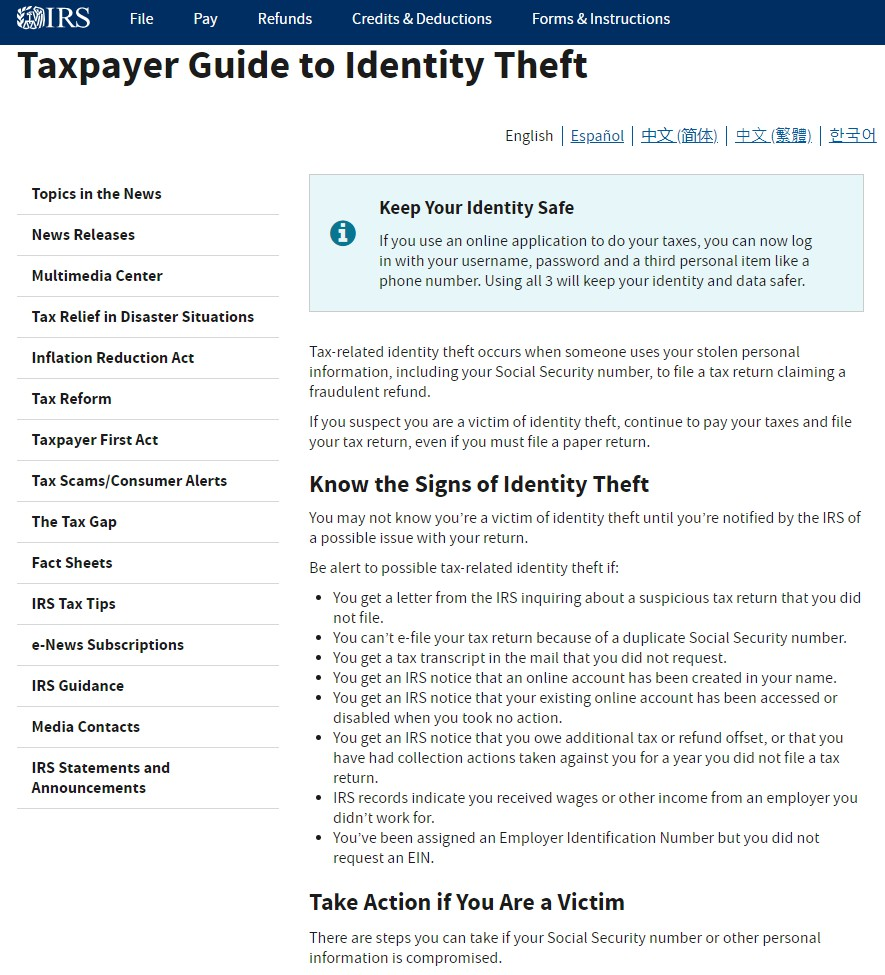 IRS
File
Pay
Refunds
Credits & Deductions
Forms & Instructions
Taxpayer Guide to Identity Theft
English | Español | 中文 (简体) | 中文 (繁體) | 한국어
Topics in the News
News Releases
Multimedia Center
Tax Relief in Disaster Situations
Inflation Reduction Act
Tax Reform
Taxpayer First Act
Tax Scams/Consumer Alerts
The Tax Gap
Fact Sheets
IRS Tax Tips
e-News Subscriptions
IRS Guidance
Media Contacts
IRS Statements and
Announcements
Keep Your Identity Safe
If you use an online application to do your taxes, you can now log
in with your username, password and a third personal item like a
phone number. Using all 3 will keep your identity and data safer.
Tax-related identity theft occurs when someone uses your stolen personal
information, including your Social Security number, to file a tax return claiming a
fraudulent refund.
If you suspect you are a victim of identity theft, continue to pay your taxes and file
your tax return, even if you must file a paper return.
Know the Signs of Identity Theft
You may not know you’re a victim of identity theft until you’re notified by the IRS of
a possible issue with your return.
Be alert to possible tax-related identity theft if:
• You get a letter from the IRS inquiring about a suspicious tax return that you did
not file.
• You can’t e-file your tax return because of a duplicate Social Security number.
• You get a tax transcript in the mail that you did not request.
• You get an IRS notice that an online account has been created in your name.
• You get an IRS notice that your existing online account has been accessed or
disabled when you took no action.
• You get an IRS notice that you owe additional tax or refund offset, or that you
have had collection actions taken against you for a year you did not file a tax
return.
• IRS records indicate you received wages or other income from an employer you
didn’t work for.
• You’ve been assigned an Employer Identification Number but you did not
request an EIN.
Take Action if You Are a Victim
There are steps you can take if your Social Security number or other personal
information is compromised.